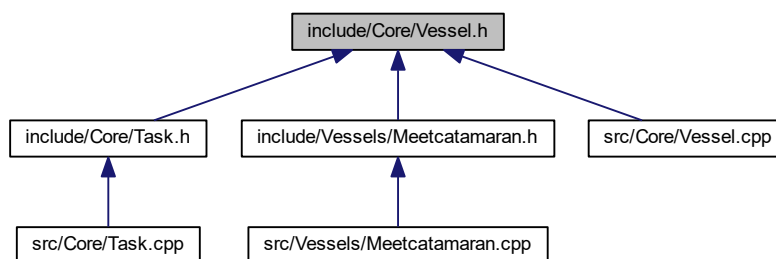 include/Core/Vessel.h
include/Core/Task.h
include/Vessels/Meetcatamaran.h
src/Core/Vessel.cpp
src/Core/Task.cpp
src/Vessels/Meetcatamaran.cpp